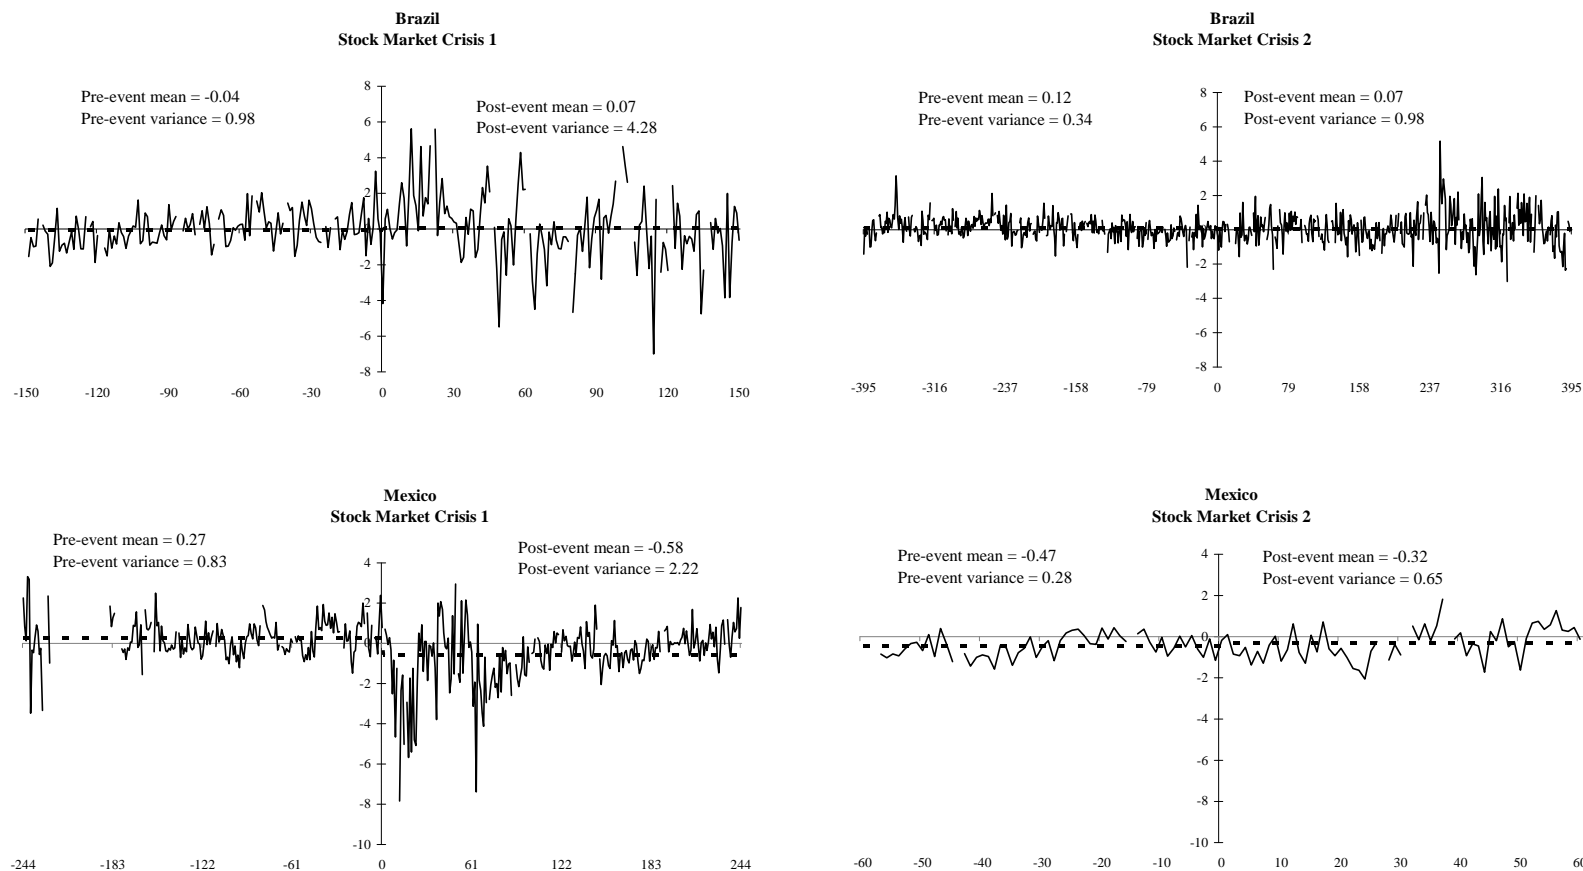 Brazil
Stock Market Crisis 1
Pre-event mean = -0.04
Pre-event variance = 0.98
Post-event mean = 0.07
Post-event variance = 4.28
8
6
4
2
0
-2
-4
-6
-8
-150 -120 -90 -60 -30 0 30 60 90 120 150
Brazil
Stock Market Crisis 2
Pre-event mean = 0.12
Pre-event variance = 0.34
Post-event mean = 0.07
Post-event variance = 0.98
8
6
4
2
0
-2
-4
-6
-8
-395 -316 -237 -158 -79 0 79 158 237 316 395
Mexico
Stock Market Crisis 1
Pre-event mean = 0.27
Pre-event variance = 0.83
Post-event mean = -0.58
Post-event variance = 2.22
4
2
0
-2
-4
-6
-8
-10
-244 -183 -122 -61 0 61 122 183 244
Mexico
Stock Market Crisis 2
Pre-event mean = -0.47
Pre-event variance = 0.28
Post-event mean = -0.32
Post-event variance = 0.65
4
2
0
-2
-4
-6
-8
-10
-60 -50 -40 -30 -20 -10 0 10 20 30 40 50 60